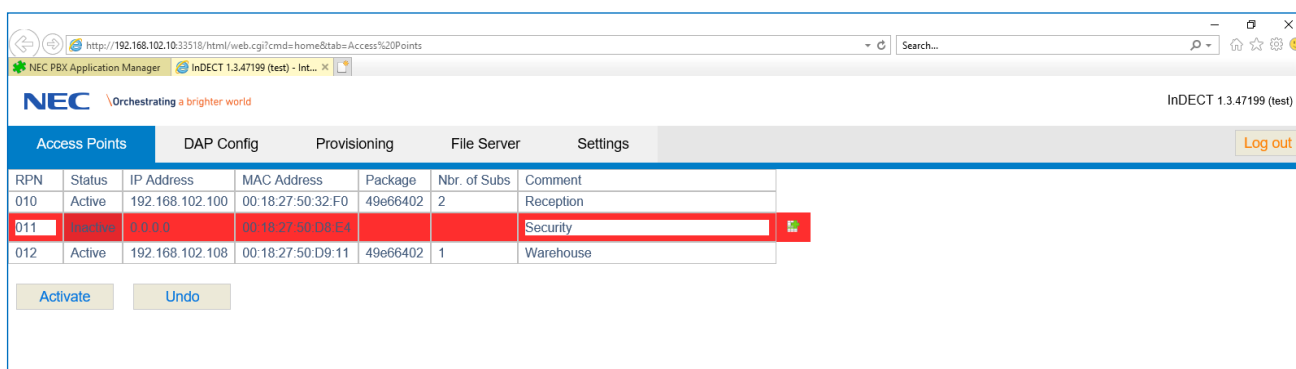 http://192.168.102.10:33518/html/web.cgi?cmd=home&tab=Access%20Points Search...
NEC PBX Application Manager InDECT 1.3.47199 (test) - Int...
NEC \Orchestrating a brighter world InDECT 1.3.47199 (test)
Access Points DAP Config Provisioning File Server Settings Log out
RPN Status IP Address MAC Address Package Nbr. of Subs Comment
010 Active 192.168.102.100 00:18:27:50:32:F0 49e66402 2 Reception
011 Inactive 0.0.0.0 00:18:27:50:D8:E4 Security
012 Active 192.168.102.108 00:18:27:50:D9:11 49e66402 1 Warehouse
Activate Undo